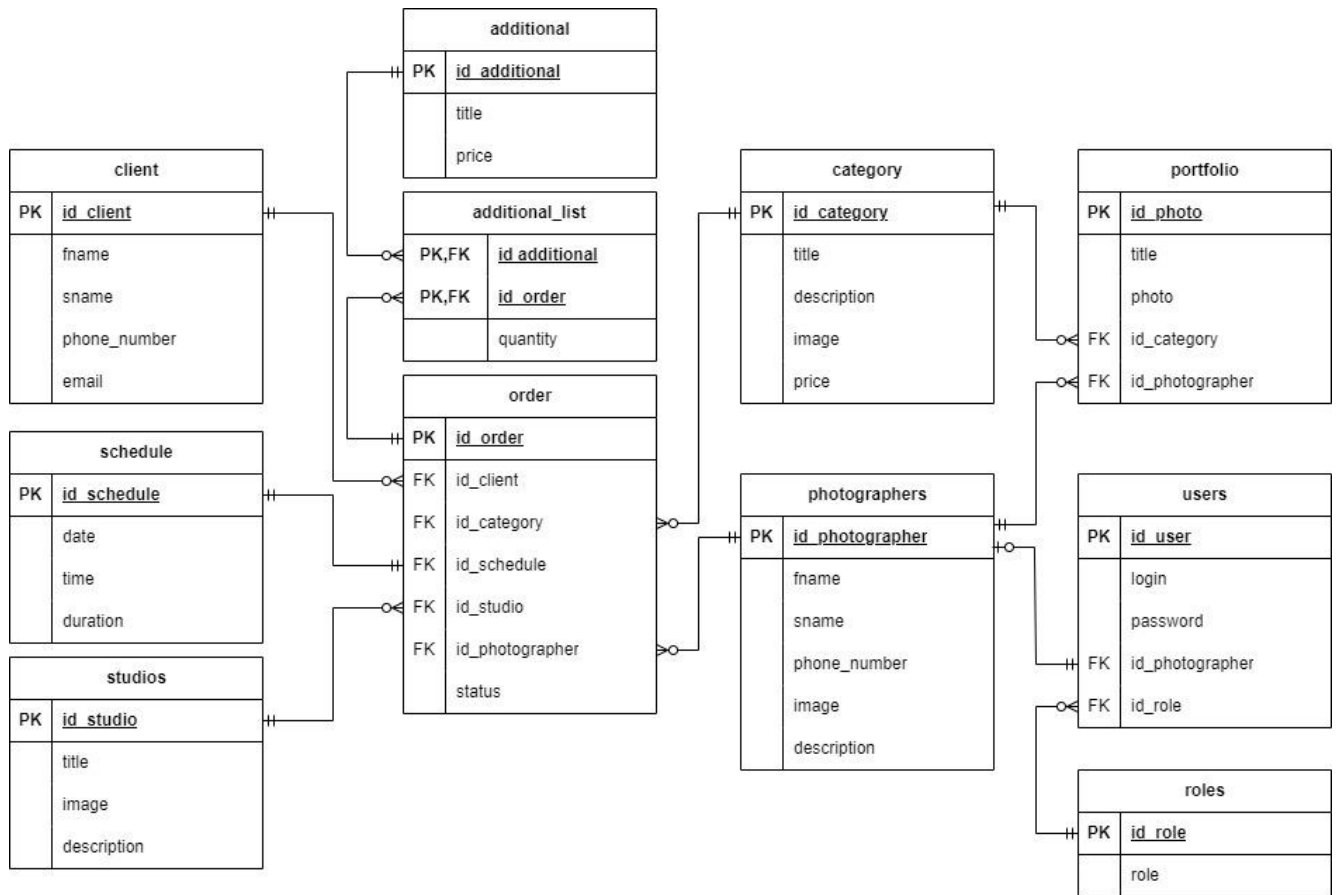 additional
PK id_additional
title
price
client
PK id_client
fname
sname
phone_number
email
additional_list
PK,FK id additional
PK,FK id_order
quantity
category
PK id_category
title
description
image
price
portfolio
PK id_photo
title
photo
FK id_category
FK id_photographer
schedule
PK id_schedule
date
time
duration
order
PK id_order
FK id_client
FK id_category
FK id_schedule
FK id_studio
FK id_photographer
status
photographers
PK id_photographer
fname
sname
phone_number
image
description
users
PK id_user
login
password
FK id_photographer
FK id_role
studios
PK id_studio
title
image
description
roles
PK id_role
role